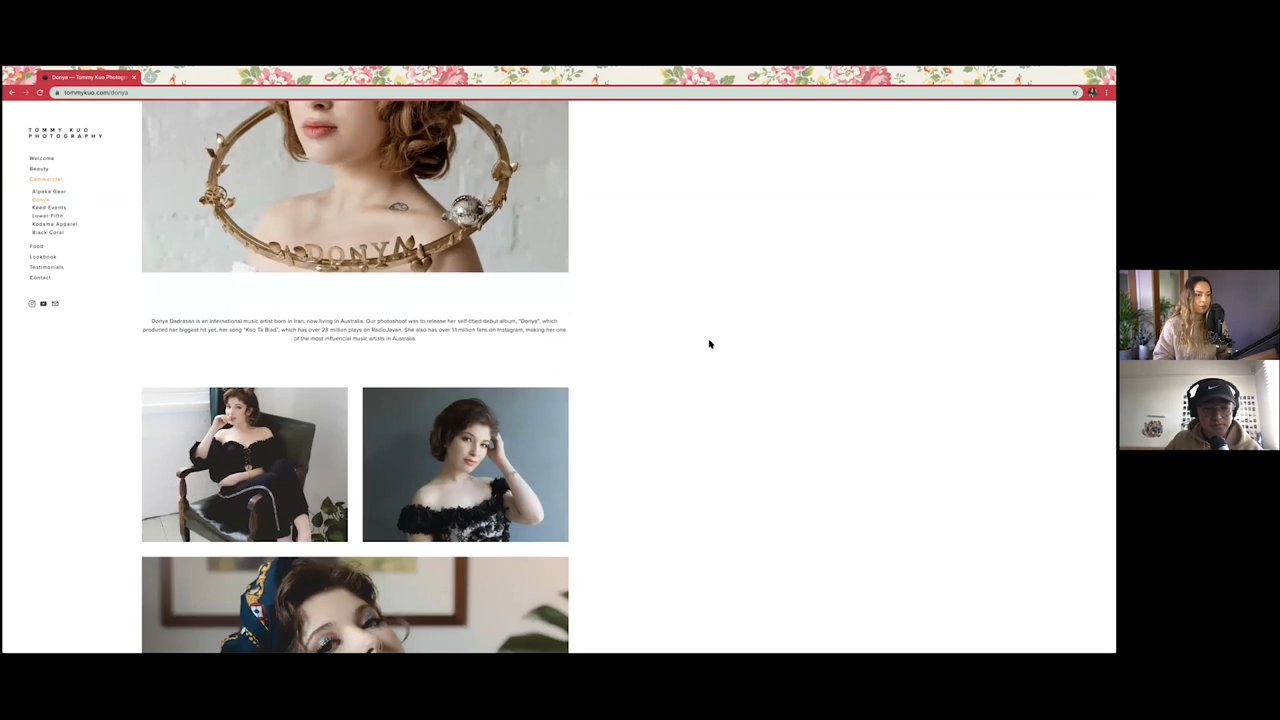 Donya — Tommy Kuo Photogra
tommykuo.com/donya
TOMMY KUO
PHOTOGRAPHY
Welcome
Beauty
Commercial
Alpaka Gear
Donya
Keed Events
Lower Fifth
Kodama Apparel
Black Coral
Food
Lookbook
Testimonials
Contact
DONYA
Donya Dadrasan is an international music artist born in Iran, now living in Australia. Our photoshoot was to release her self-titled debut album, "Donya", which
produced her biggest hit yet, her song "Koo Ta Biad", which has over 23 million plays on RadioJavan. She also has over 1.1 million fans on Instagram, making her one
of the most influential music artists in Australia.